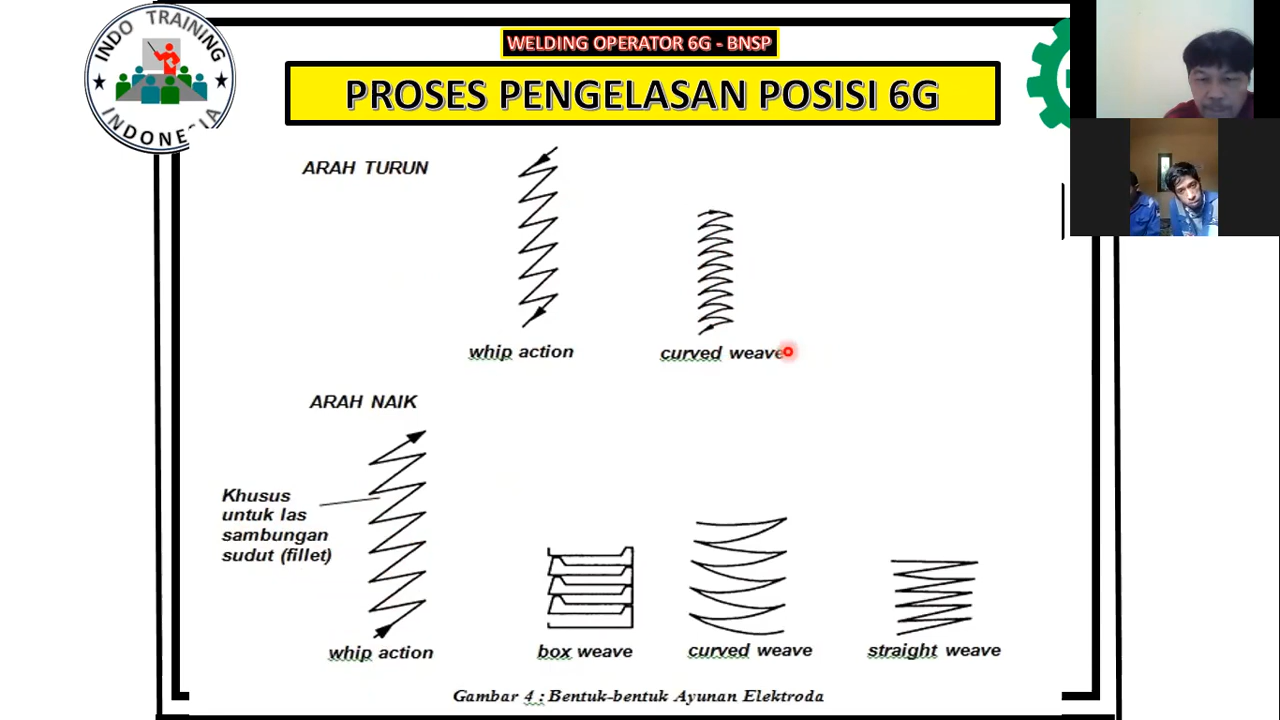 INDO TRAINING
INDONESIA
WELDING OPERATOR 6G - BNSP
PROSES PENGELASAN POSISI 6G
ARAH TURUN
whip action
curved weave
ARAH NAIK
Khusus
untuk las
sambungan
sudut (fillet)
whip action
box weave
curved weave
straight weave
Gambar 4 : Bentuk-bentuk Ayunan Elektroda